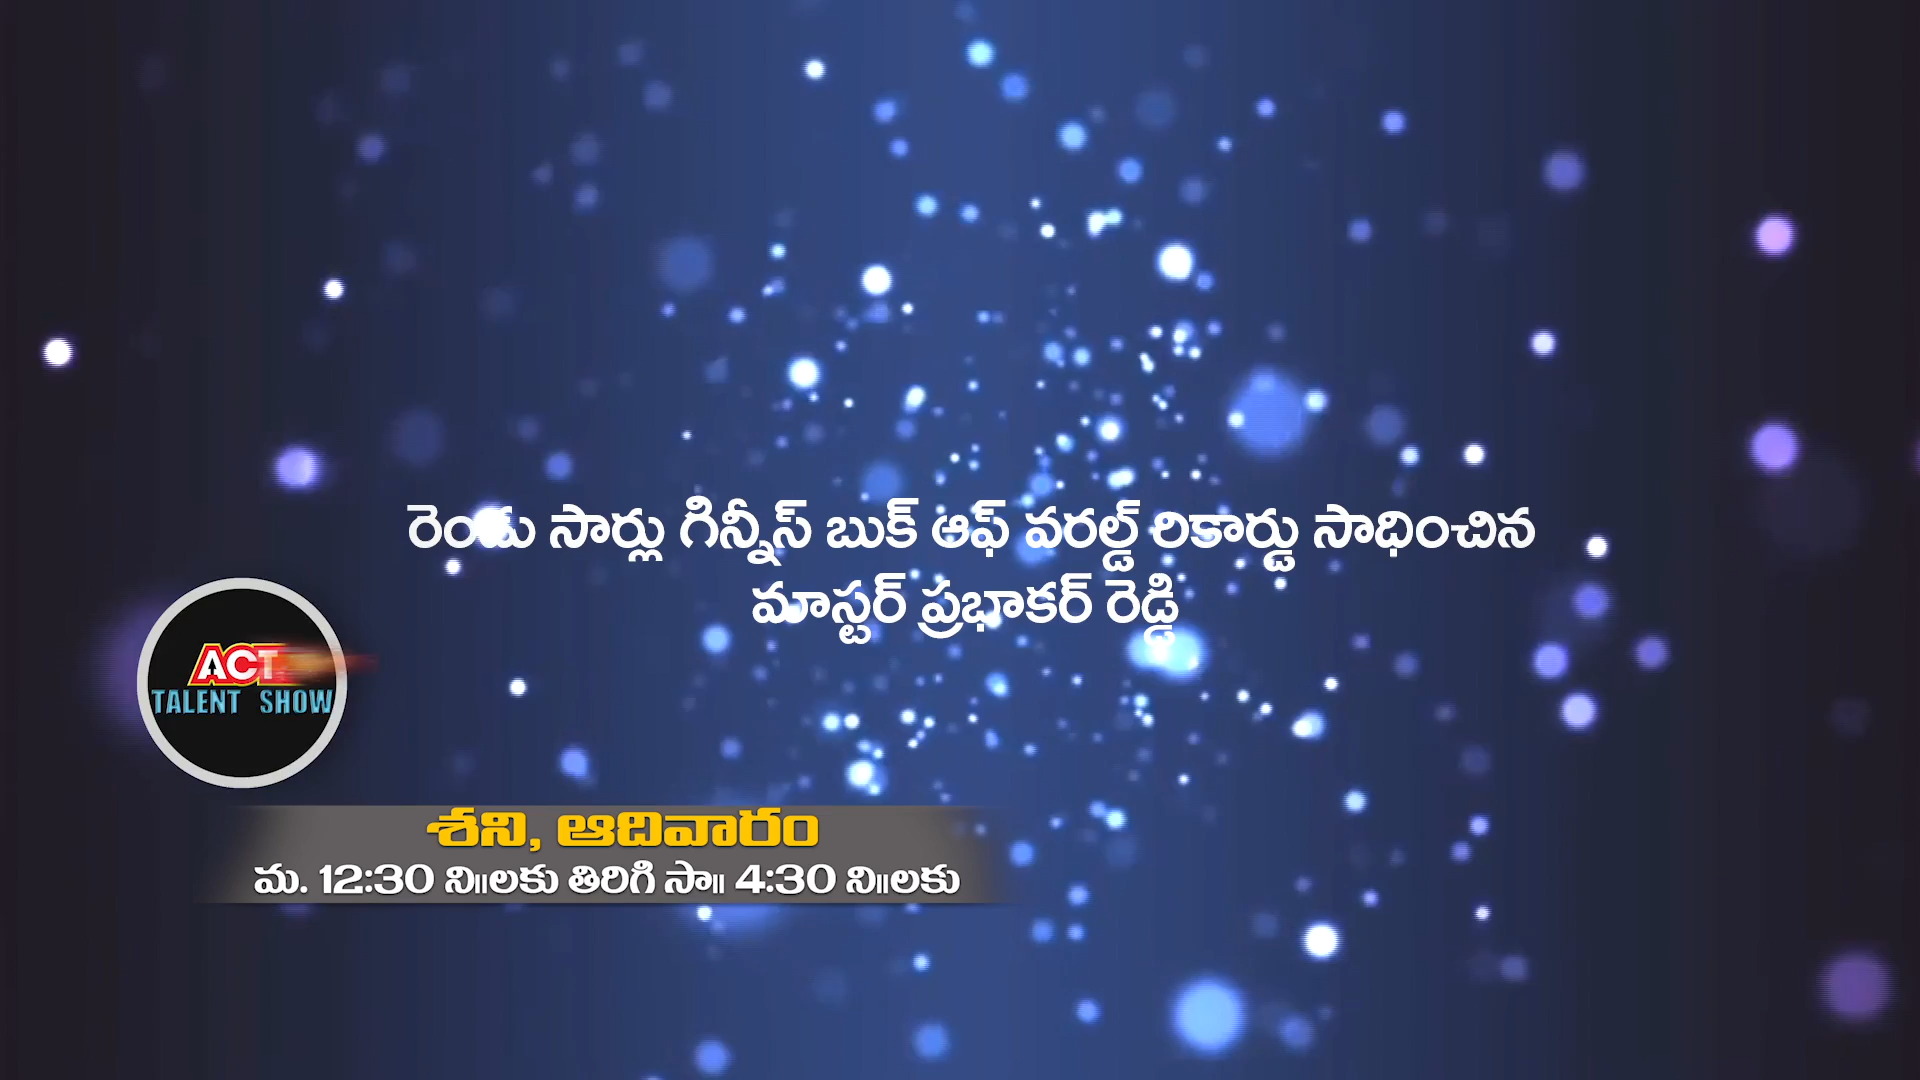 రెండు సార్లు గిన్నీస్ బుక్ ఆఫ్ వరల్డ్ రికార్డు సాధించిన
మాస్టర్ ప్రభాకర్ రెడ్డి
ACT
TALENT SHOW
శని, ఆదివారం
మ. 12:30 ని॥లకు తిరిగి సా॥ 4:30 ని॥లకు